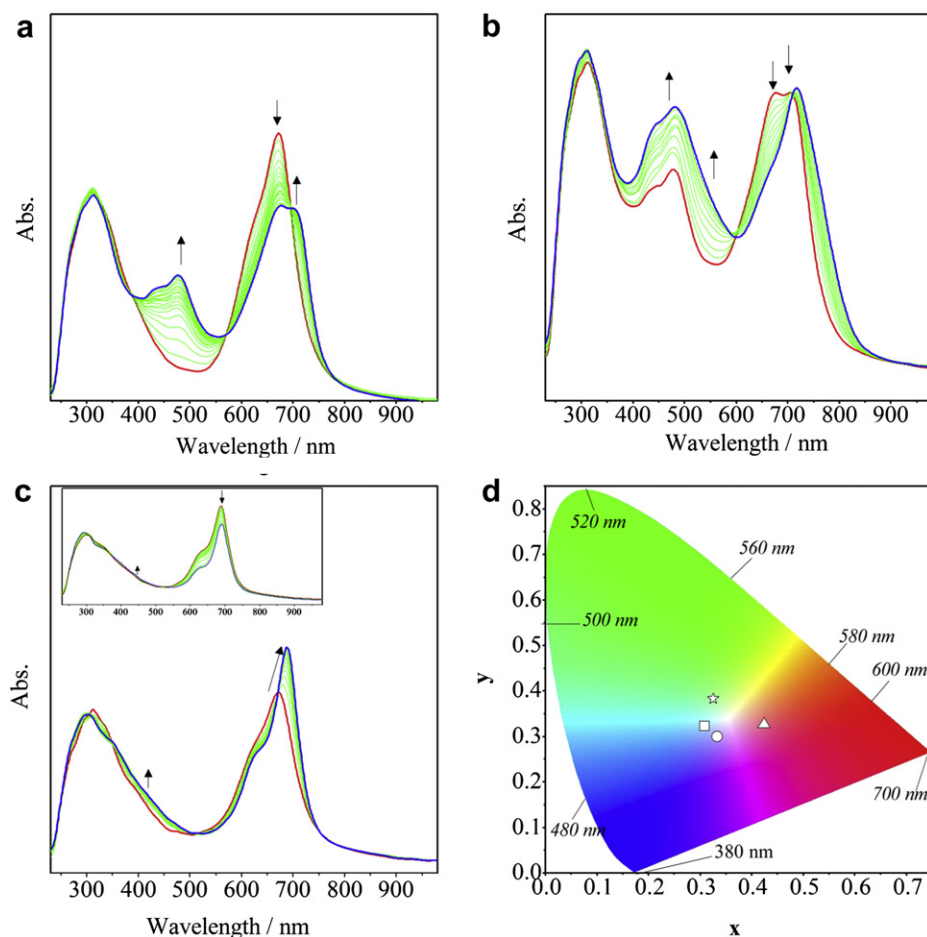 a
Abs.
300 400 500 600 700 800 900
Wavelength / nm
b
Abs.
300 400 500 600 700 800 900
Wavelength / nm
c
300 400 500 600 700 800 900
Abs.
300 400 500 600 700 800 900
Wavelength / nm
d
0.8
0.7
0.6
0.5
0.4
0.3
0.2
0.1
0.0
y
520 nm
560 nm
500 nm
580 nm
600 nm
700 nm
480 nm
380 nm
0.0 0.1 0.2 0.3 0.4 0.5 0.6 0.7
x